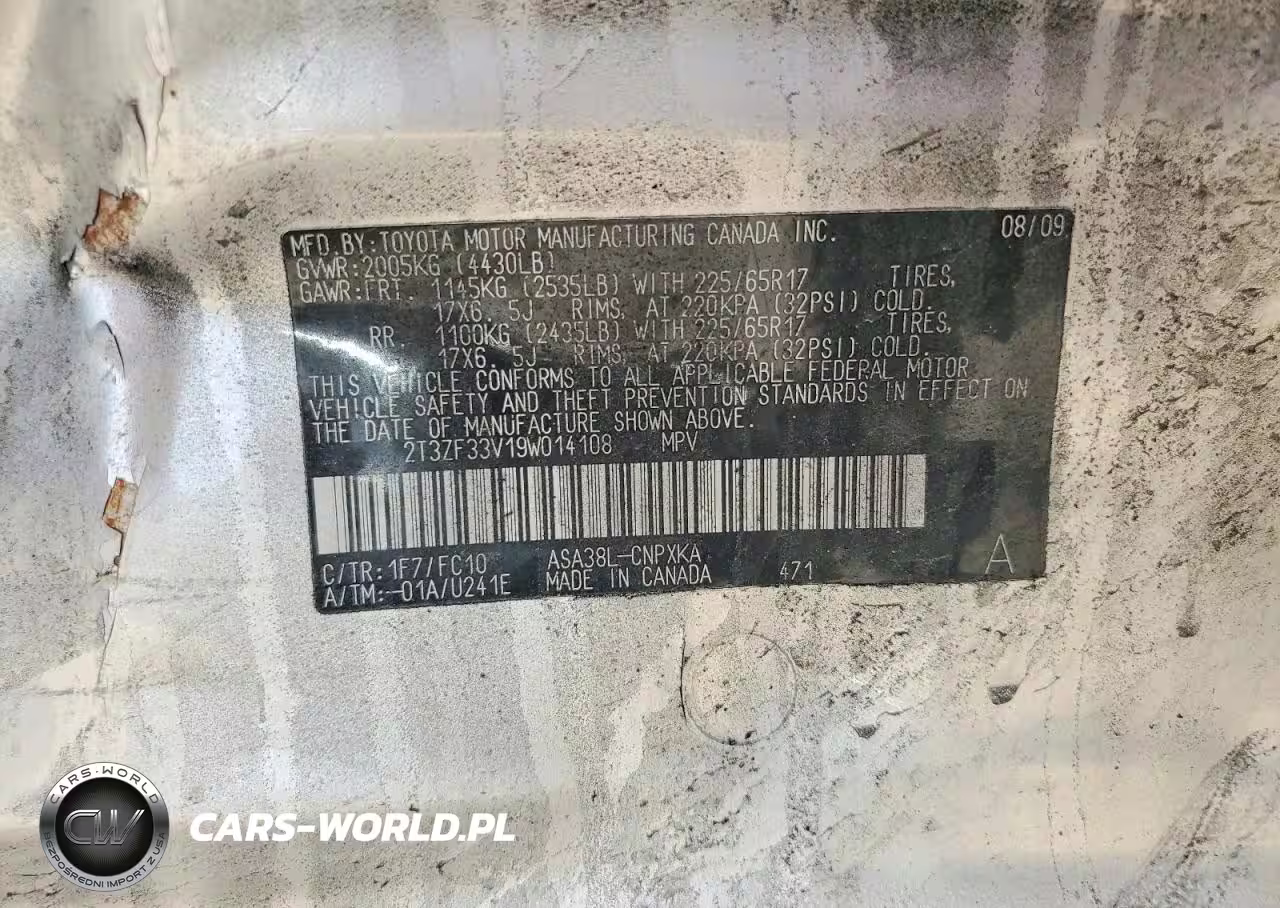 MFD. BY: TOYOTA MOTOR MANUFACTURING CANADA INC. 08/09
GVWR: 2005KG (4430LB)
GAWR: FRT. 1145KG (2535LB) WITH 225/65R17 TIRES,
17X6. 5J RIMS, AT 220KPA (32PSI) COLD.
RR. 1100KG (2435LB) WITH 225/65R17 TIRES,
17X6. 5J RIMS, AT 220KPA (32PSI) COLD.
THIS VEHICLE CONFORMS TO ALL APPLICABLE FEDERAL MOTOR
VEHICLE SAFETY AND THEFT PREVENTION STANDARDS IN EFFECT ON
THE DATE OF MANUFACTURE SHOWN ABOVE.
2T3ZF33V19W014108 MPV
C/TR: 1F7/FC10 ASA38L-CNPXKA
A/TM: -01A/U241E MADE IN CANADA 471 A
CARS-WORLD
CW
BEZPOŚREDNI IMPORT Z USA
CARS-WORLD.PL